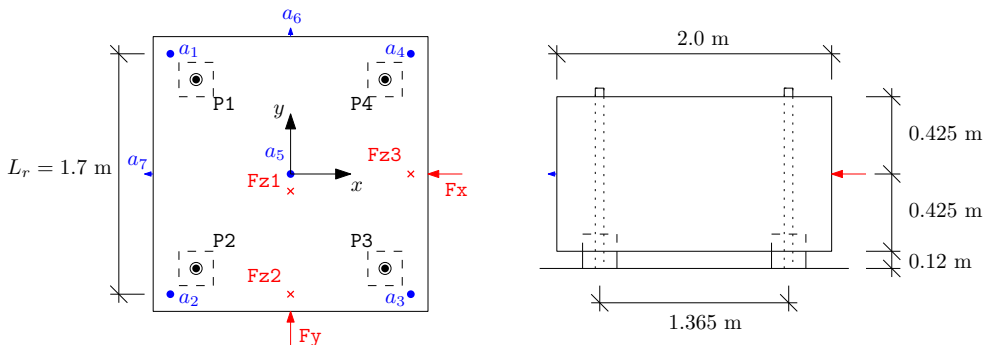 a₆
2.0 m
a₁
a₄
P1
P4
y
0.425 m
L_r = 1.7 m
a₇
a₅
Fz1
Fz3
x
Fx
0.425 m
P2
P3
Fz2
0.12 m
a₂
a₃
1.365 m
Fy